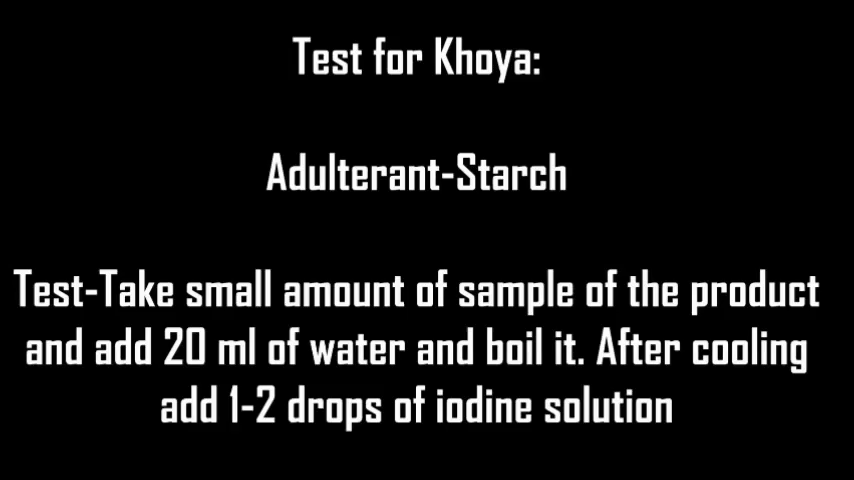 Test for Khoya:
Adulterant-Starch
Test-Take small amount of sample of the product
and add 20 ml of water and boil it. After cooling
add 1-2 drops of iodine solution